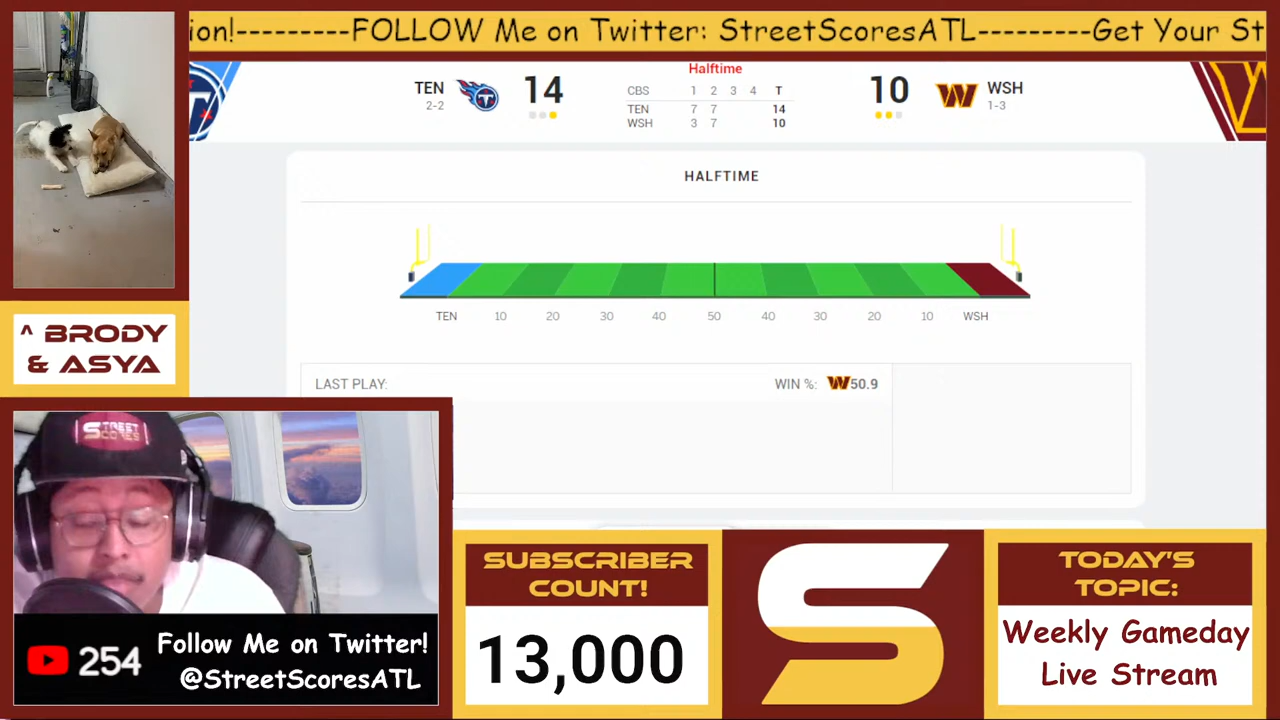 ion!---------FOLLOW Me on Twitter: StreetScoresATL---------Get Your St
Halftime
TEN 14
2-2
CBS 1 2 3 4 T
TEN 7 7 14
WSH 3 7 10
10 WSH
1-3
HALFTIME
TEN 10 20 30 40 50 40 30 20 10 WSH
LAST PLAY:
WIN %: W 50.9
^ BRODY
& ASYA
STREET
SCORES
254
Follow Me on Twitter!
@StreetScoresATL
SUBSCRIBER
COUNT!
13,000
S
TODAY'S
TOPIC:
Weekly Gameday
Live Stream